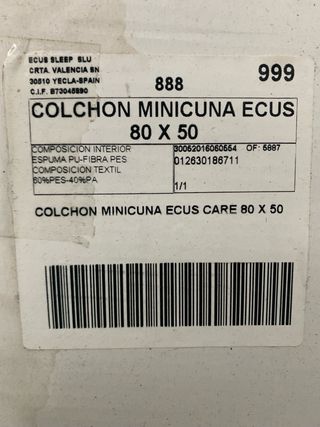 ECUS SLEEP SLU
CRTA. VALENCIA SN
30510 YECLA-SPAIN
C.I.F. B73045890
888
999
COLCHON MINICUNA ECUS
80 X 50
COMPOSICION INTERIOR
ESPUMA PU-FIBRA PES
COMPOSICION TEXTIL
60%PES-40%PA
30052016060554 OF: 5887
012630186711
1/1
COLCHON MINICUNA ECUS CARE 80 X 50